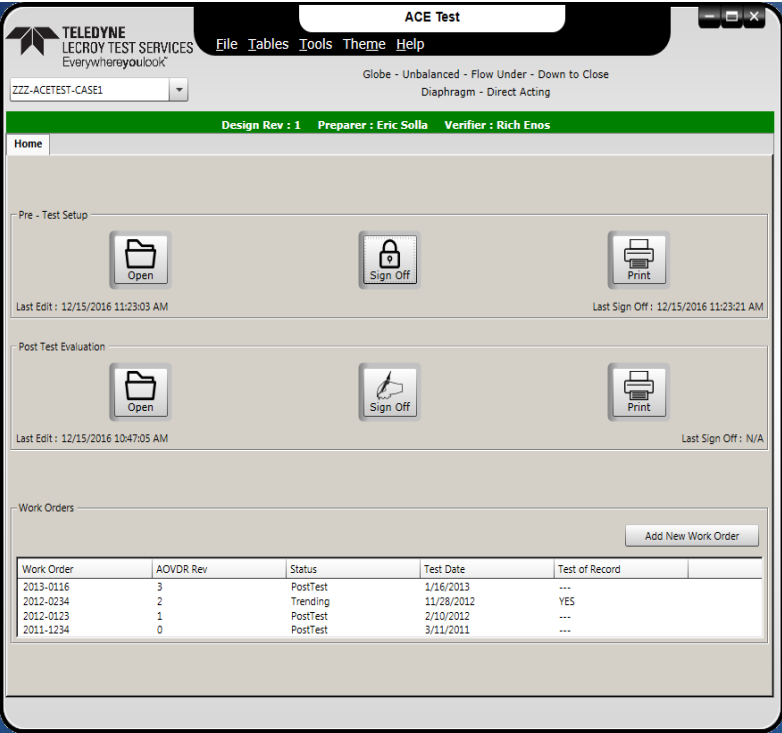 ACE Test
TELEDYNE
LECROY TEST SERVICES
Everywhereyoulook™
File Tables Tools Theme Help
ZZZ-ACETEST-CASE1
Globe - Unbalanced - Flow Under - Down to Close
Diaphragm - Direct Acting
Design Rev : 1 Preparer : Eric Solla Verifier : Rich Enos
Home
Pre - Test Setup
Open Sign Off Print
Last Edit : 12/15/2016 11:23:03 AM Last Sign Off : 12/15/2016 11:23:21 AM
Post Test Evaluation
Open Sign Off Print
Last Edit : 12/15/2016 10:47:05 AM Last Sign Off : N/A
Work Orders
Add New Work Order
Work Order AOVDR Rev Status Test Date Test of Record
2013-0116 3 PostTest 1/16/2013 ---
2012-0234 2 Trending 11/28/2012 YES
2012-0123 1 PostTest 2/10/2012 ---
2011-1234 0 PostTest 3/11/2011 ---